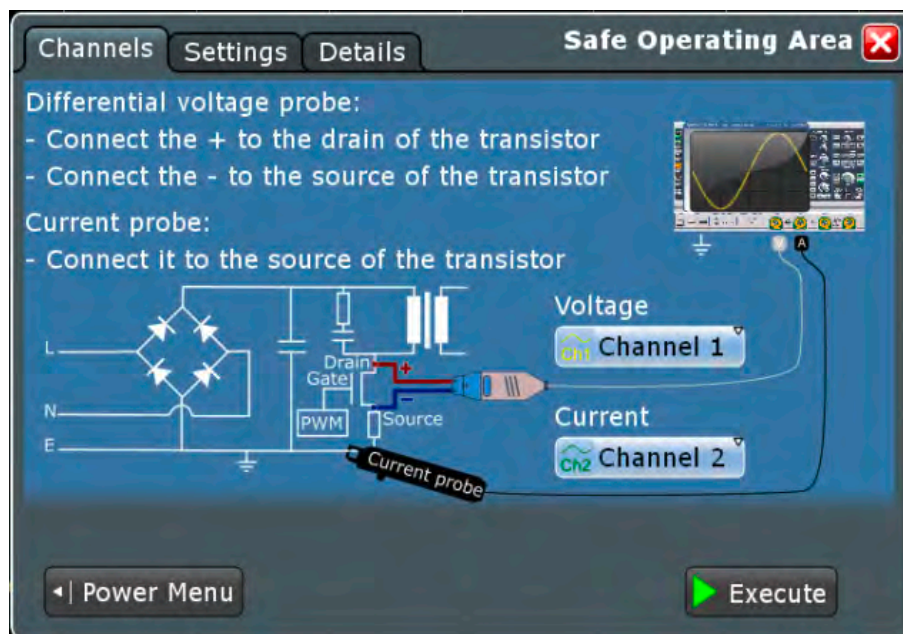 Channels Settings Details Safe Operating Area
Differential voltage probe:
- Connect the + to the drain of the transistor
- Connect the - to the source of the transistor
Current probe:
- Connect it to the source of the transistor
V A
Voltage
Ch1 Channel 1
Current
Ch2 Channel 2
L
N
E
Drain
+
Gate
-
PWM
Source
Current probe
Power Menu
Execute